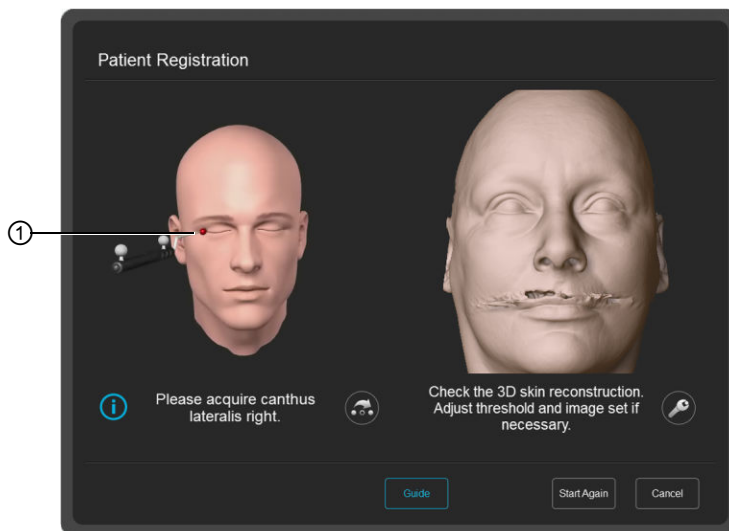 Patient Registration
①
Please acquire canthus
lateralis right.
Check the 3D skin reconstruction.
Adjust threshold and image set if
necessary.
Guide
Start Again
Cancel